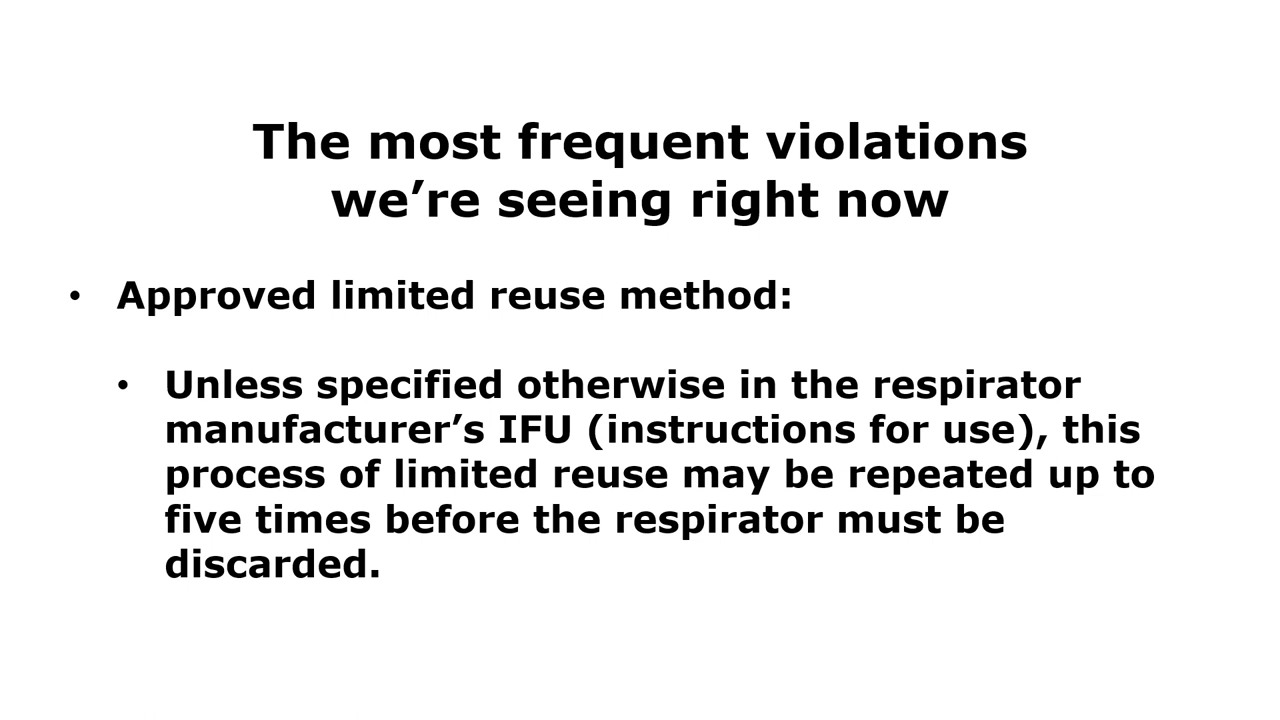 The most frequent violations
we’re seeing right now
• Approved limited reuse method:
• Unless specified otherwise in the respirator
manufacturer’s IFU (instructions for use), this
process of limited reuse may be repeated up to
five times before the respirator must be
discarded.